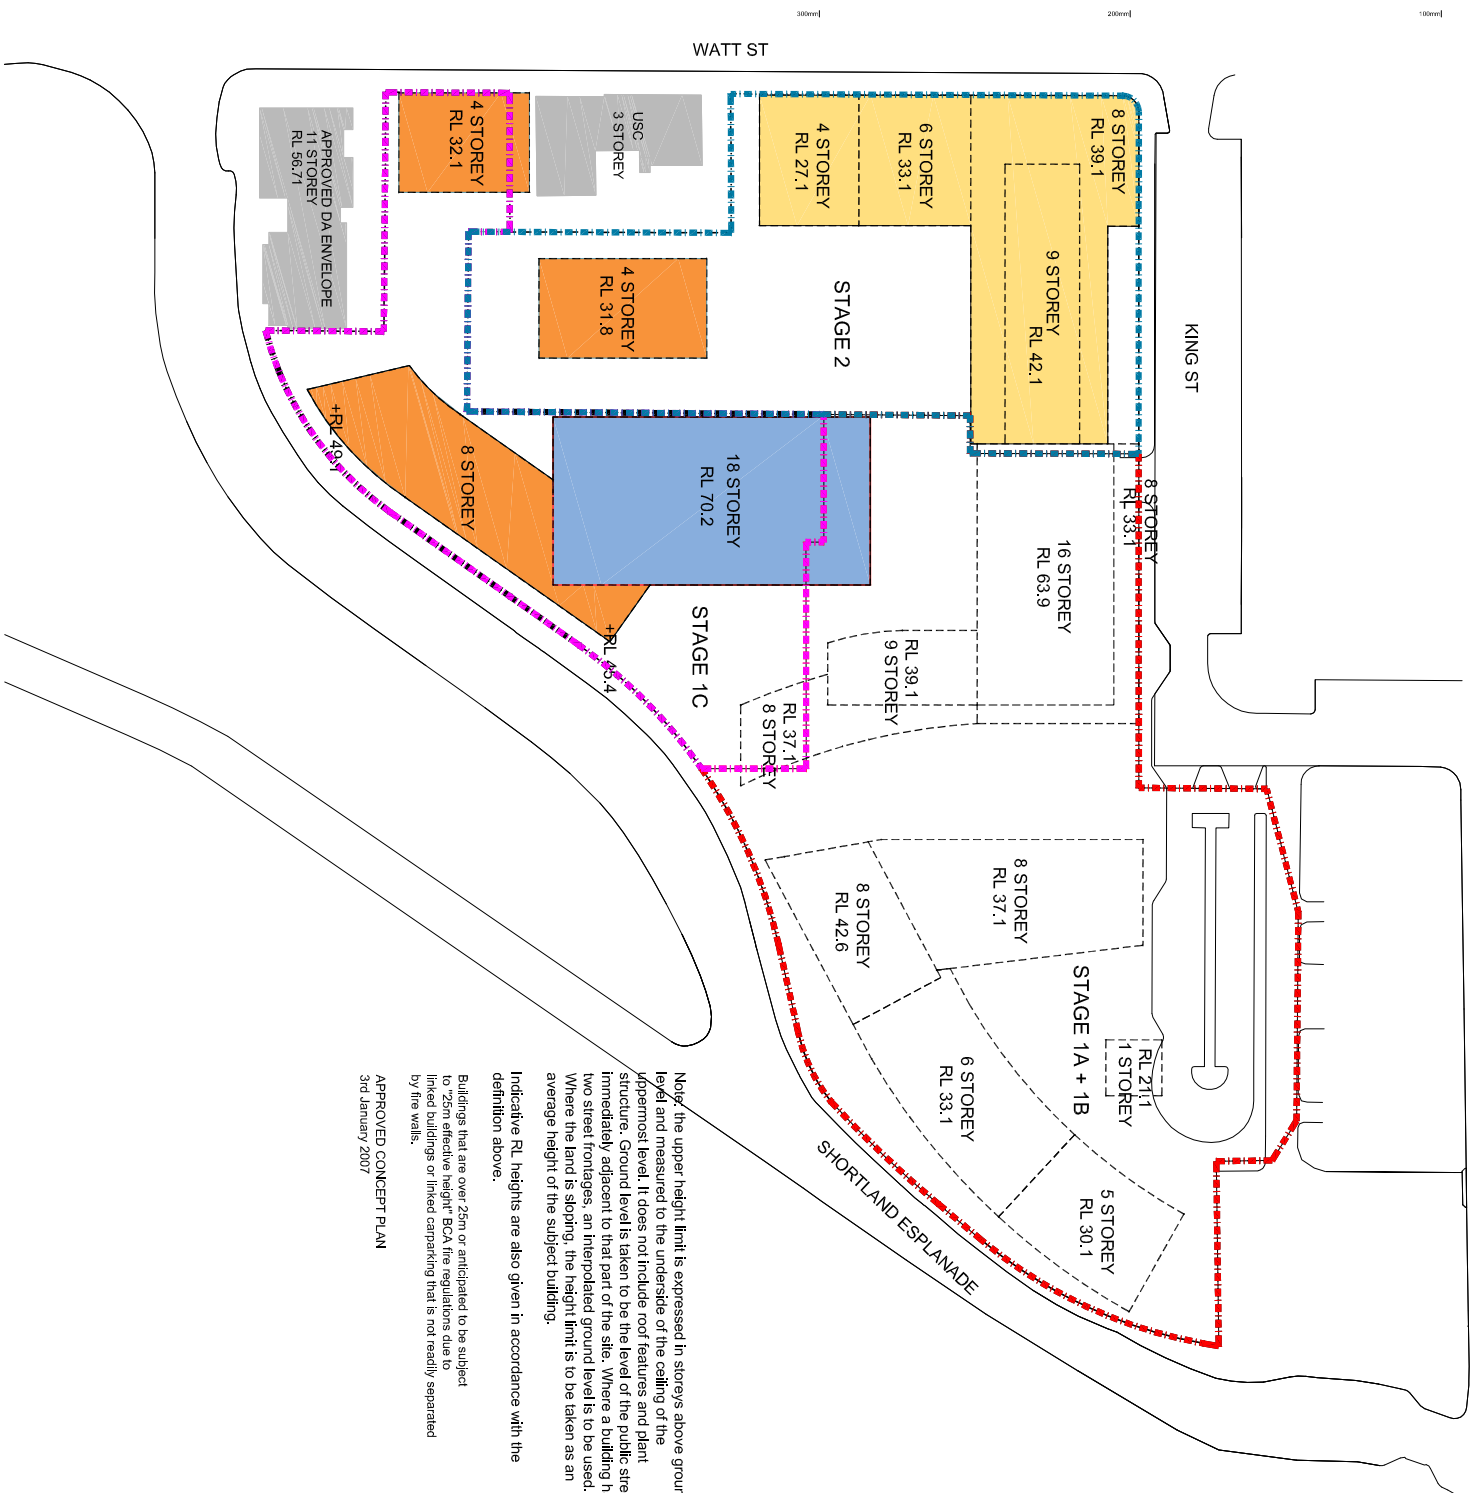 300mm
200mm
100mm
WATT ST
KING ST
SHORTLAND ESPLANADE
APPROVED DA ENVELOPE
11 STOREY
RL 56.71
4 STOREY
RL 32.1
USC
3 STOREY
4 STOREY
RL 27.1
6 STOREY
RL 33.1
8 STOREY
RL 39.1
9 STOREY
RL 42.1
4 STOREY
RL 31.8
STAGE 2
+RL 49.1
8 STOREY
18 STOREY
RL 70.2
8 STOREY
RL 33.1
16 STOREY
RL 63.9
STAGE 1C
+RL 45.4
RL 39.1
9 STOREY
RL 37.1
8 STOREY
8 STOREY
RL 42.6
8 STOREY
RL 37.1
STAGE 1A + 1B
RL 21.1
1 STOREY
6 STOREY
RL 33.1
5 STOREY
RL 30.1
Note: the upper height limit is expressed in storeys above groun
level and measured to the underside of the ceiling of the
uppermost level. It does not include roof features and plant
structure. Ground level is taken to be the level of the public stre
immediately adjacent to that part of the site. Where a building h
two street frontages, an interpolated ground level is to be used.
Where the land is sloping, the height limit is to be taken as an
average height of the subject building.
Indicative RL heights are also given in accordance with the
definition above.
Buildings that are over 25m or anticipated to be subject
to "25m effective height" BCA fire regulations due to
linked buildings or linked carparking that is not readily separated
by fire walls.
APPROVED CONCEPT PLAN
3rd January 2007